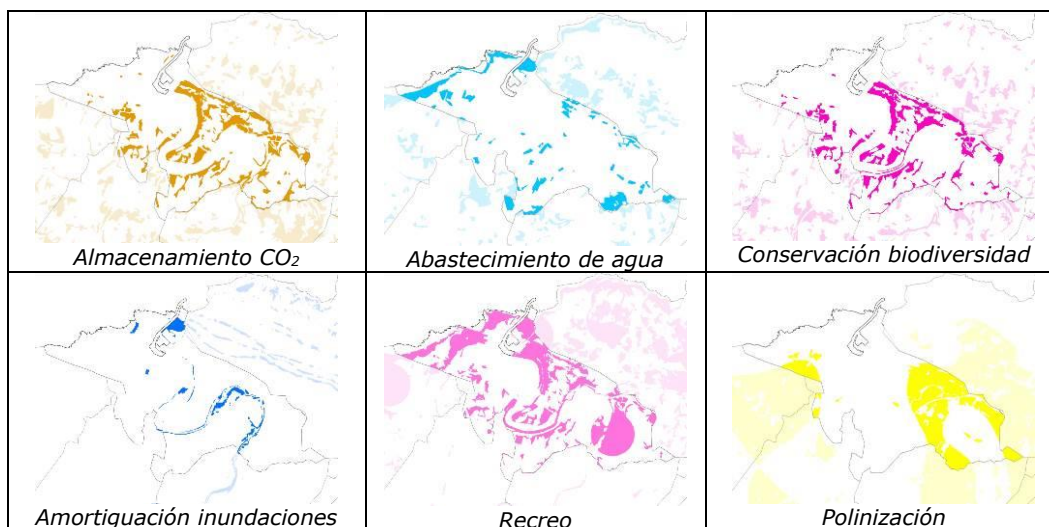 Almacenamiento CO₂
Abastecimiento de agua
Conservación biodiversidad
Amortiguación inundaciones
Recreo
Polinización